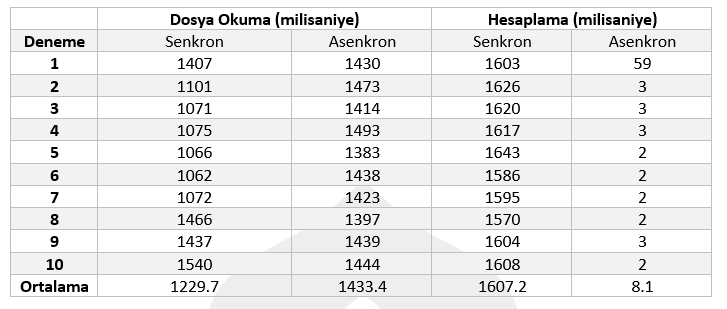 Dosya Okuma (milisaniye) Hesaplama (milisaniye)
Deneme Senkron Asenkron Senkron Asenkron
1 1407 1430 1603 59
2 1101 1473 1626 3
3 1071 1414 1620 3
4 1075 1493 1617 3
5 1066 1383 1643 2
6 1062 1438 1586 2
7 1072 1423 1595 2
8 1466 1397 1570 2
9 1437 1439 1604 3
10 1540 1444 1608 2
Ortalama 1229.7 1433.4 1607.2 8.1